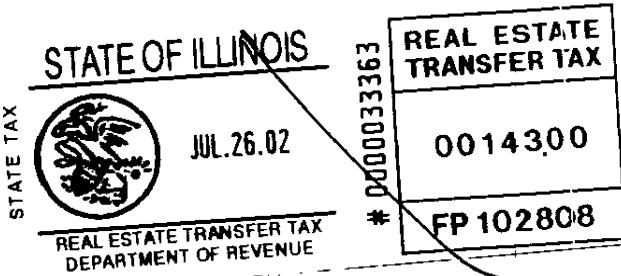 STATE OF ILLINOIS
STATE TAX
JUL.26.02
REAL ESTATE TRANSFER TAX
DEPARTMENT OF REVENUE
# 0000033363
REAL ESTATE
TRANSFER TAX
0014300
FP 102808